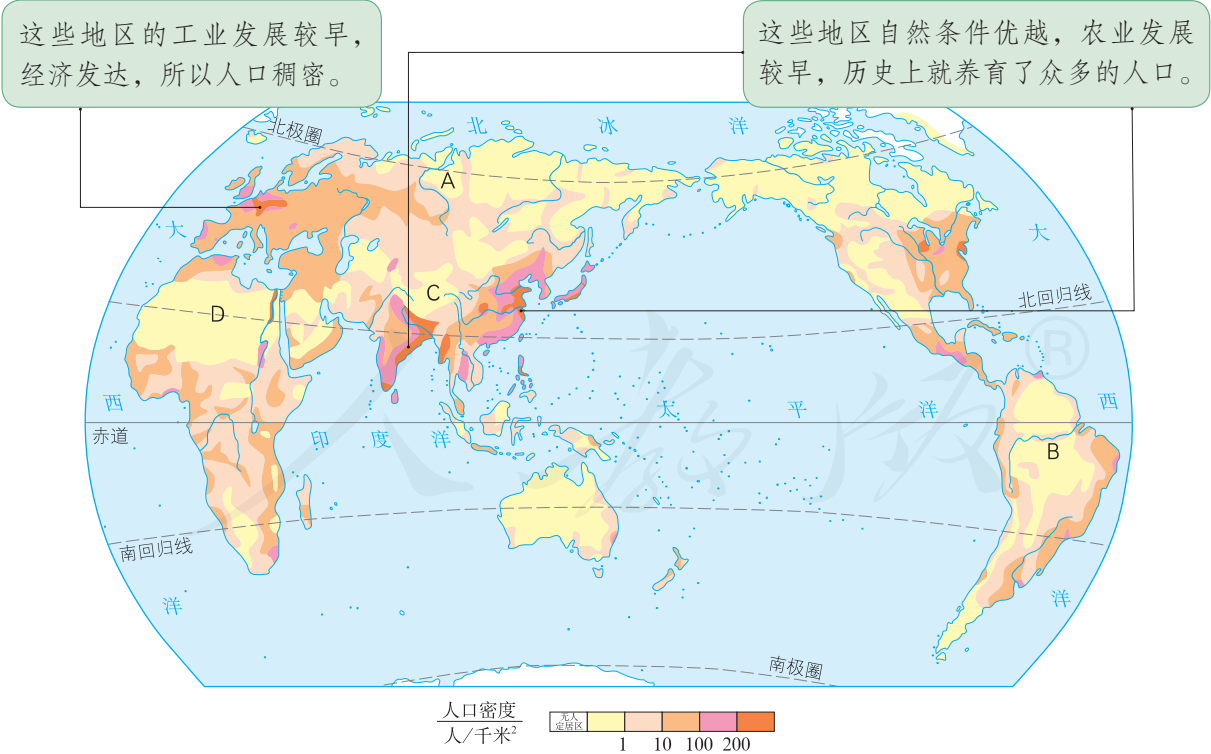 这些地区的工业发展较早，
经济发达，所以人口稠密。
这些地区自然条件优越，农业发展
较早，历史上就养育了众多的人口。
北极圈
北 冰 洋
A
大
大
C
D
北回归线
人教版®
西
太 平 洋
西
赤道
印 度 洋
B
南回归线
洋
洋
南极圈
人口密度
人/千米²
无人
定居区
1 10 100 200